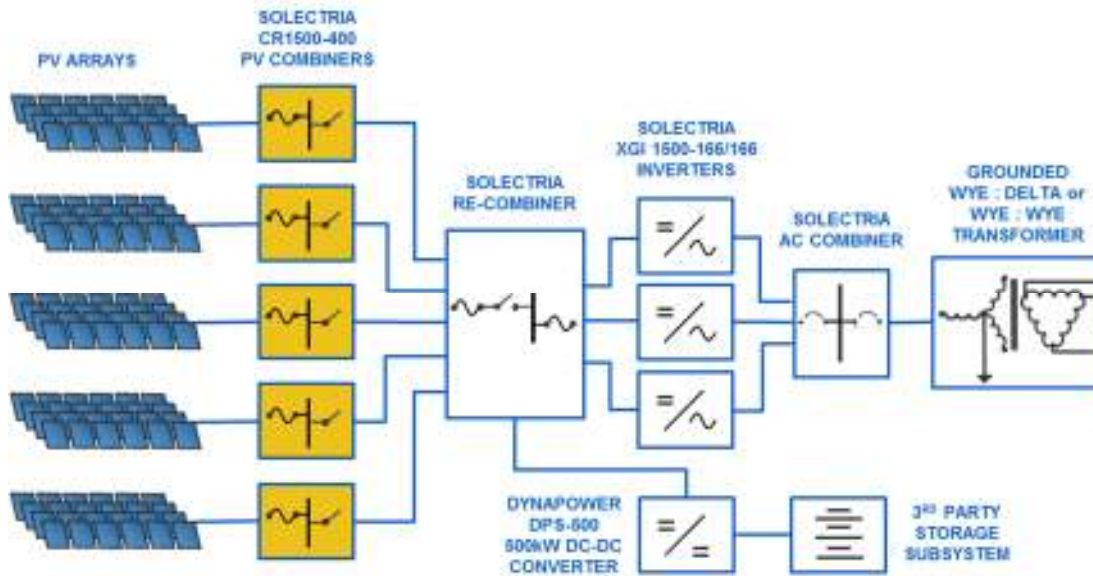 SOLECTRIA
CR1500-400
PV COMBINERS
PV ARRAYS
SOLECTRIA
RE-COMBINER
SOLECTRIA
XGI 1500-166/166
INVERTERS
SOLECTRIA
AC COMBINER
GROUNDED
WYE : DELTA or
WYE : WYE
TRANSFORMER
DYNAPOWER
DPS-500
500kW DC-DC
CONVERTER
3RD PARTY
STORAGE
SUBSYSTEM